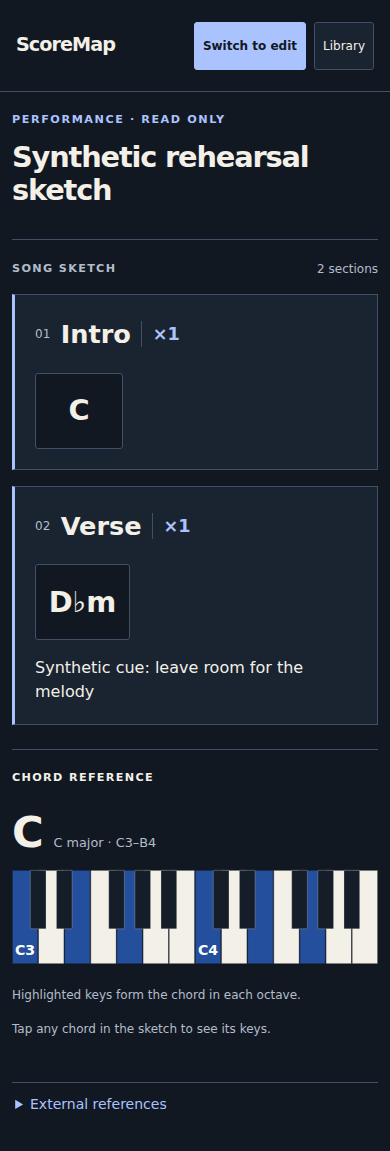 ScoreMap
Switch to edit
Library
PERFORMANCE · READ ONLY
Synthetic rehearsal
sketch
SONG SKETCH
2 sections
01 Intro ×1
C
02 Verse ×1
D♭m
Synthetic cue: leave room for the
melody
CHORD REFERENCE
C C major · C3–B4
C3 C4
Highlighted keys form the chord in each octave.
Tap any chord in the sketch to see its keys.
External references